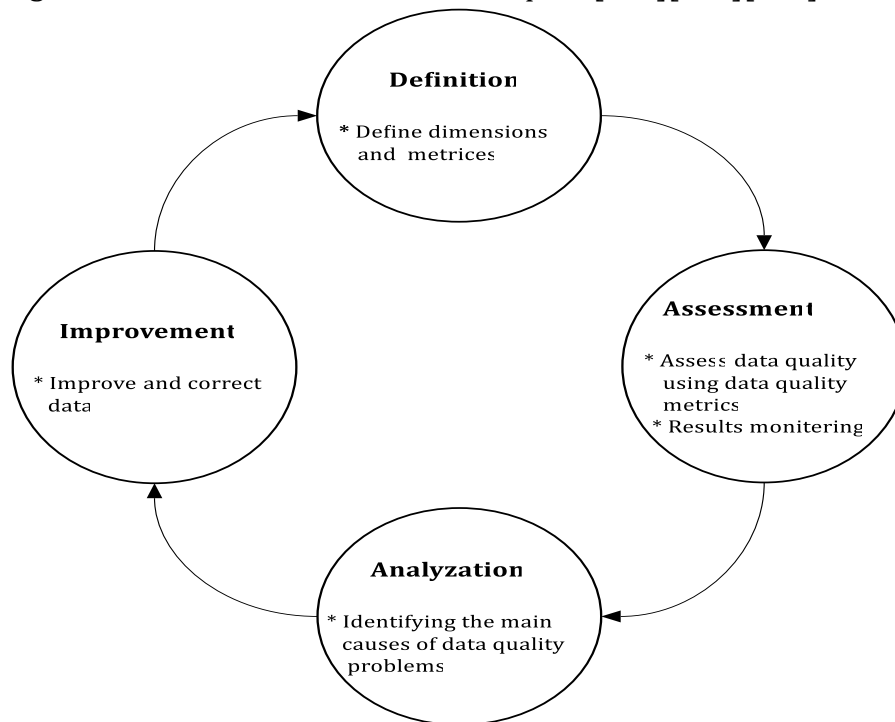 Definition
* Define dimensions
and metrices
Assessment
* Assess data quality
using data quality
metrics
* Results monitering
Analyzation
* Identifying the main
causes of data quality
problems
Improvement
* Improve and correct
data